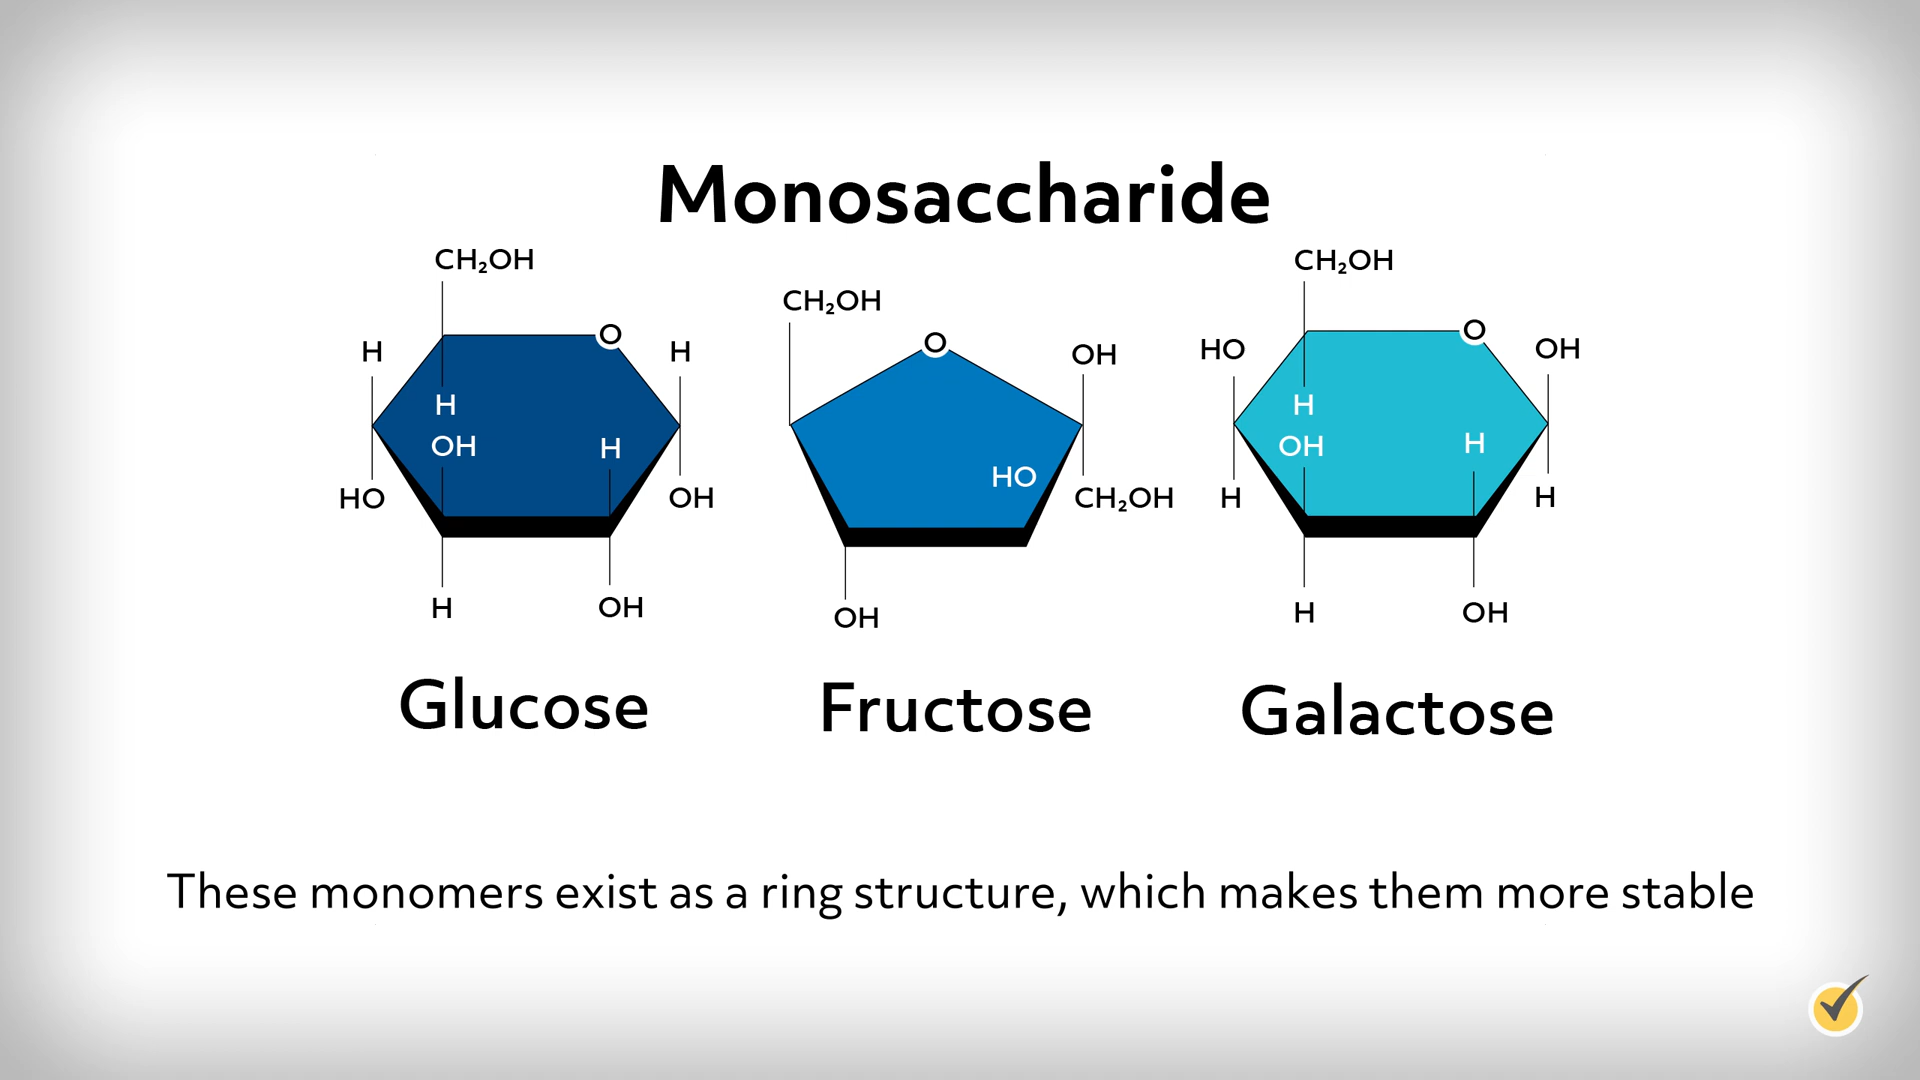 Monosaccharide
CH₂OH
H
O
H
H
OH
H
HO
OH
H
OH
Glucose
CH₂OH
O
OH
HO
CH₂OH
OH
Fructose
CH₂OH
HO
O
OH
H
OH
H
H
H
H
OH
Galactose
These monomers exist as a ring structure, which makes them more stable